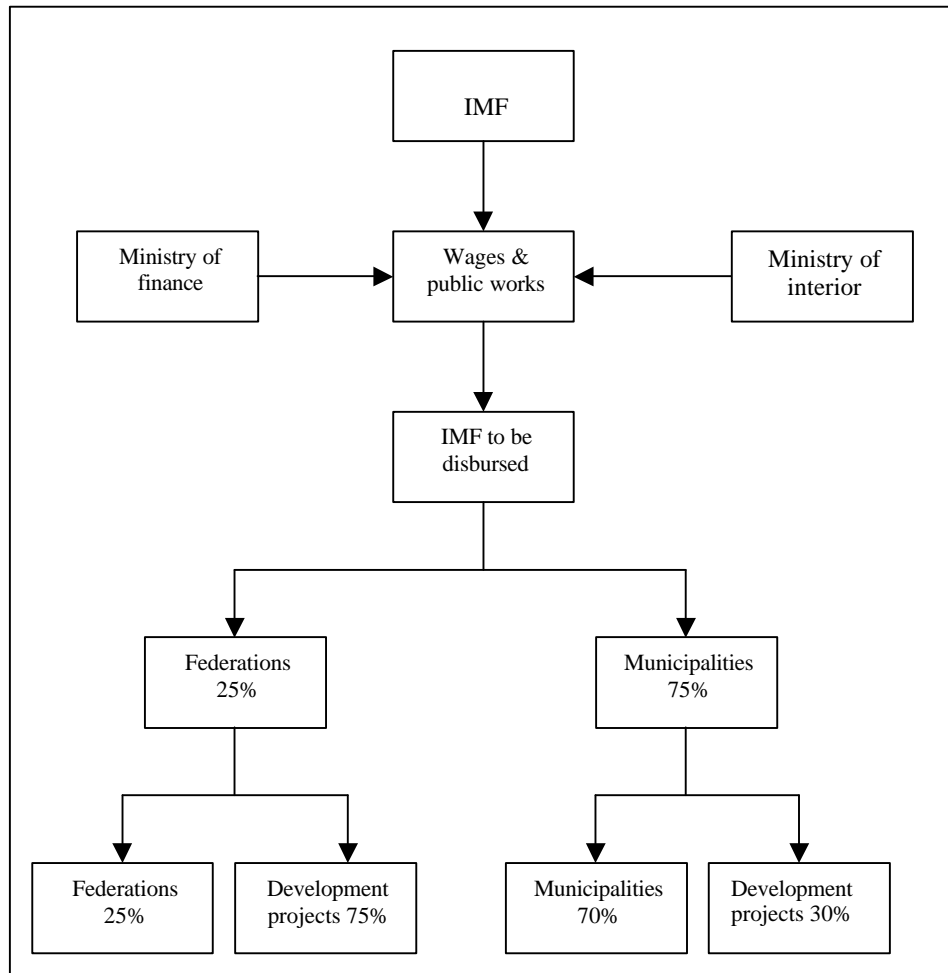 IMF
Ministry of
finance
Wages &
public works
Ministry of
interior
IMF to be
disbursed
Federations
25%
Municipalities
75%
Federations
25%
Development
projects 75%
Municipalities
70%
Development
projects 30%